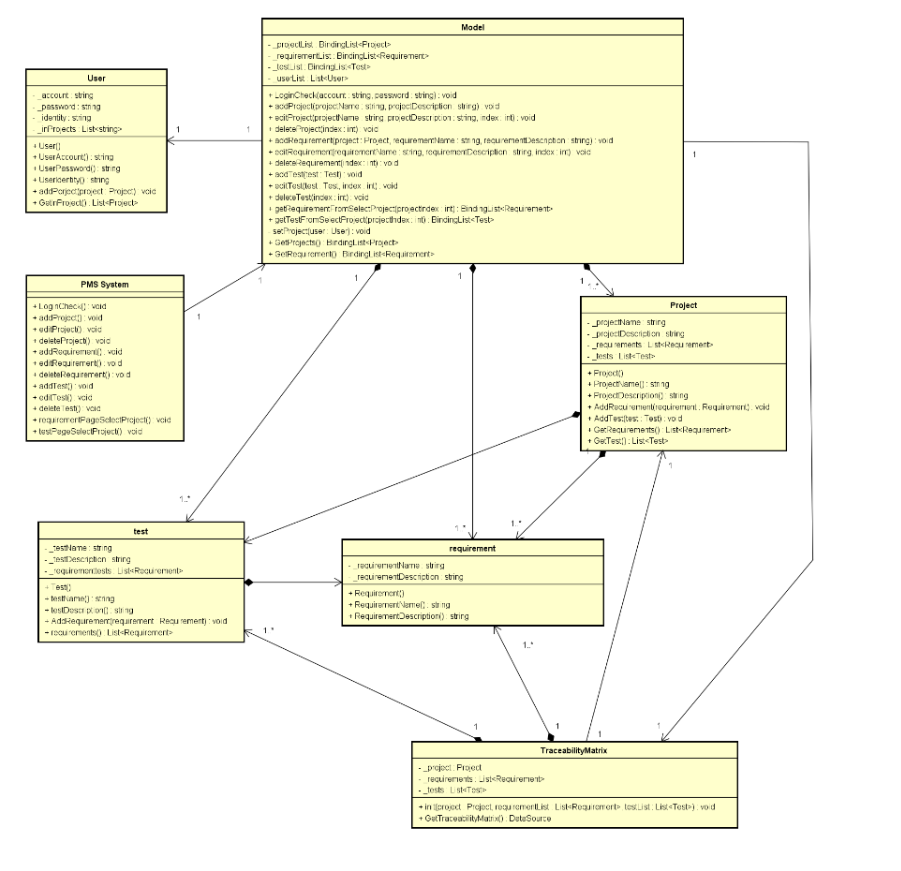 Model
- _projectList : BindingList<Project>
- _requirementList : BindingList<Requirement>
- _testList : BindingList<Test>
- _userList : List<User>
+ LoginCheck(account : string, password : string) : void
+ addProject(projectName : string, projectDescription : string) : void
+ editProject(projectName : string, projectDescription : string, index : int) : void
+ deleteProject(index : int) : void
+ addRequirement(project : Project, requirementName : string, requirementDescription : string) : void
+ editRequirement(requirementName : string, requirementDescription : string, index : int) : void
+ deleteRequirement(index : int) : void
+ addTest(test : Test) : void
+ editTest(test : Test, index : int) : void
+ deleteTest(index : int) : void
+ getRequirementFromSelectProject(projectIndex : int) : BindingList<Requirement>
+ getTestFromSelectProject(projectIndex : int) : BindingList<Test>
- setProject(user : User) : void
+ GetProjects() : BindingList<Project>
+ GetRequirement() : BindingList<Requirement>
User
- _account : string
- _password : string
- _identity : string
- _inProjects : List<string>
+ User()
+ UserAccount() : string
+ UserPassword() : string
+ UserIdentity() : string
+ addPorject(project : Project) : void
+ GetInProject() : List<Project>
1
1
1
PMS System
+ LoginCheck() : void
+ addProject() : void
+ editProject() : void
+ deleteProject() : void
+ addRequirement() : void
+ editRequirement() : void
+ deleteRequirement() : void
+ addTest() : void
+ editTest() : void
+ deleteTest() : void
+ requirementPageSelectProject() : void
+ testPageSelectProject() : void
1
1
1
1
1
1..*
Project
- _projectName : string
- _projectDescription : string
- _requirements : List<Requirement>
- _tests : List<Test>
+ Project()
+ ProjectName() : string
+ ProjectDescription() : string
+ AddRequirement(requirement : Requirement) : void
+ AddTest(test : Test) : void
+ GetRequirements() : List<Requirement>
+ GetTest() : List<Test>
1
1
1..*
1..*
1..*
test
- _testName : string
- _testDescription : string
- _requirementtests : List<Requirement>
+ Test()
+ testName() : string
+ testDescription() : string
+ AddRequirement(requirement : Requirement) : void
+ requirements() : List<Requirement>
requirement
- _requirementName : string
- _requirementDescription : string
+ Requirement()
+ RequirementName() : string
+ RequirementDescription() : string
1..*
1..*
1
1
1
1
TraceabilityMatrix
- _project : Project
- _requirements : List<Requirement>
- _tests : List<Test>
+ init(project : Project, requirementList : List<Requirement>, testList : List<Test>) : void
+ GetTraceabilityMatrix() : DataSource